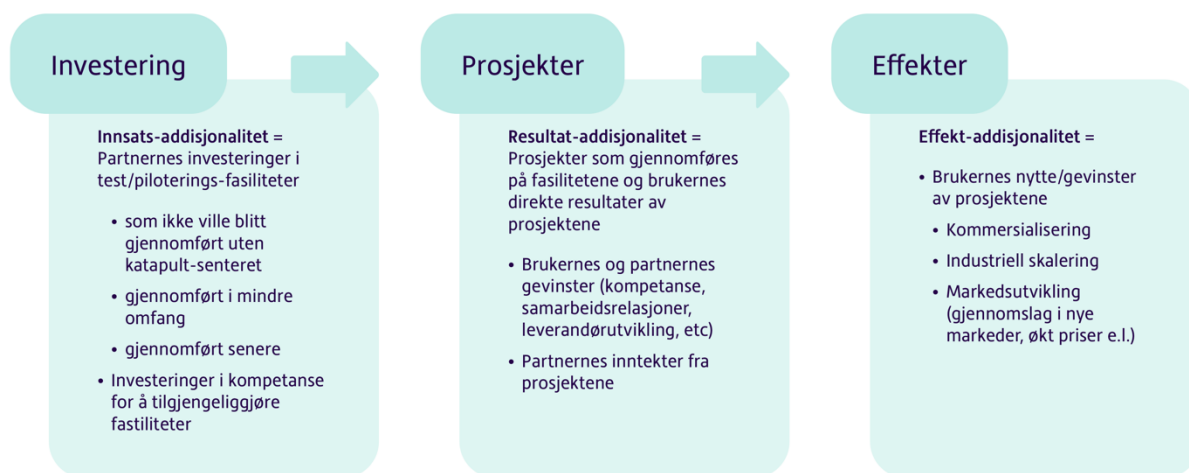 Investering
Innsats-addisjonalitet =
Partnernes investeringer i
test/piloterings-fasiliteter
• som ikke ville blitt
gjennomført uten
katapult-senteret
• gjennomført i mindre
omfang
• gjennomført senere
• Investeringer i kompetanse
for å tilgjengeliggjøre
fastiliteter
Prosjekter
Resultat-addisjonalitet =
Prosjekter som gjennomføres
på fasilitetene og brukernes
direkte resultater av
prosjektene
• Brukernes og partnernes
gevinster (kompetanse,
samarbeidsrelasjoner,
leverandørutvikling, etc)
• Partnernes inntekter fra
prosjektene
Effekter
Effekt-addisjonalitet =
• Brukernes nytte/gevinster
av prosjektene
• Kommersialisering
• Industriell skalering
• Markedsutvikling
(gjennomslag i nye
markeder, økt priser e.l.)